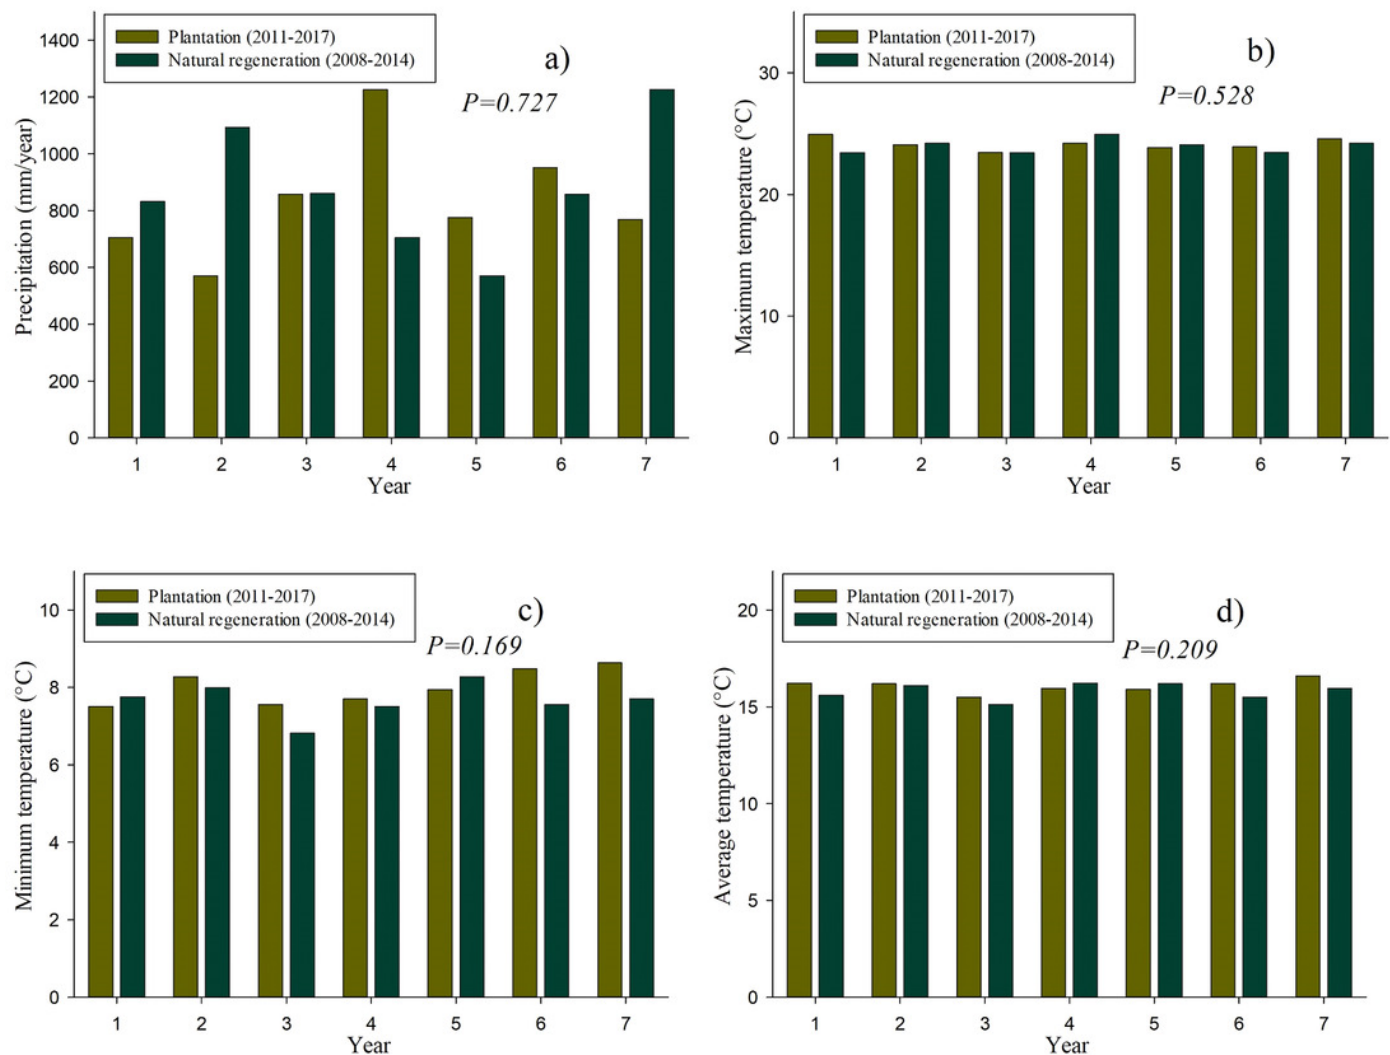 Plantation (2011-2017)
Natural regeneration (2008-2014)
a)
P=0.727
Precipitation (mm/year)
1400
1200
1000
800
600
400
200
0
1 2 3 4 5 6 7
Year
Plantation (2011-2017)
Natural regeneration (2008-2014)
b)
P=0.528
Maximum temperature (°C)
30
20
10
0
1 2 3 4 5 6 7
Year
Plantation (2011-2017)
Natural regeneration (2008-2014)
c)
P=0.169
Minimum temperature (°C)
10
8
6
4
2
0
1 2 3 4 5 6 7
Year
Plantation (2011-2017)
Natural regeneration (2008-2014)
d)
P=0.209
Average temperature (°C)
20
15
10
5
0
1 2 3 4 5 6 7
Year